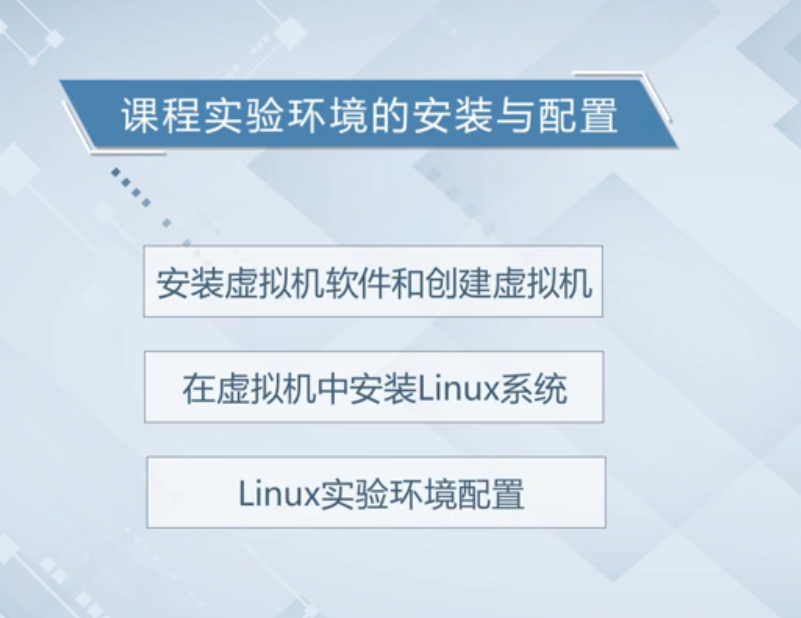 课程实验环境的安装与配置
安装虚拟机软件和创建虚拟机
在虚拟机中安装Linux系统
Linux实验环境配置